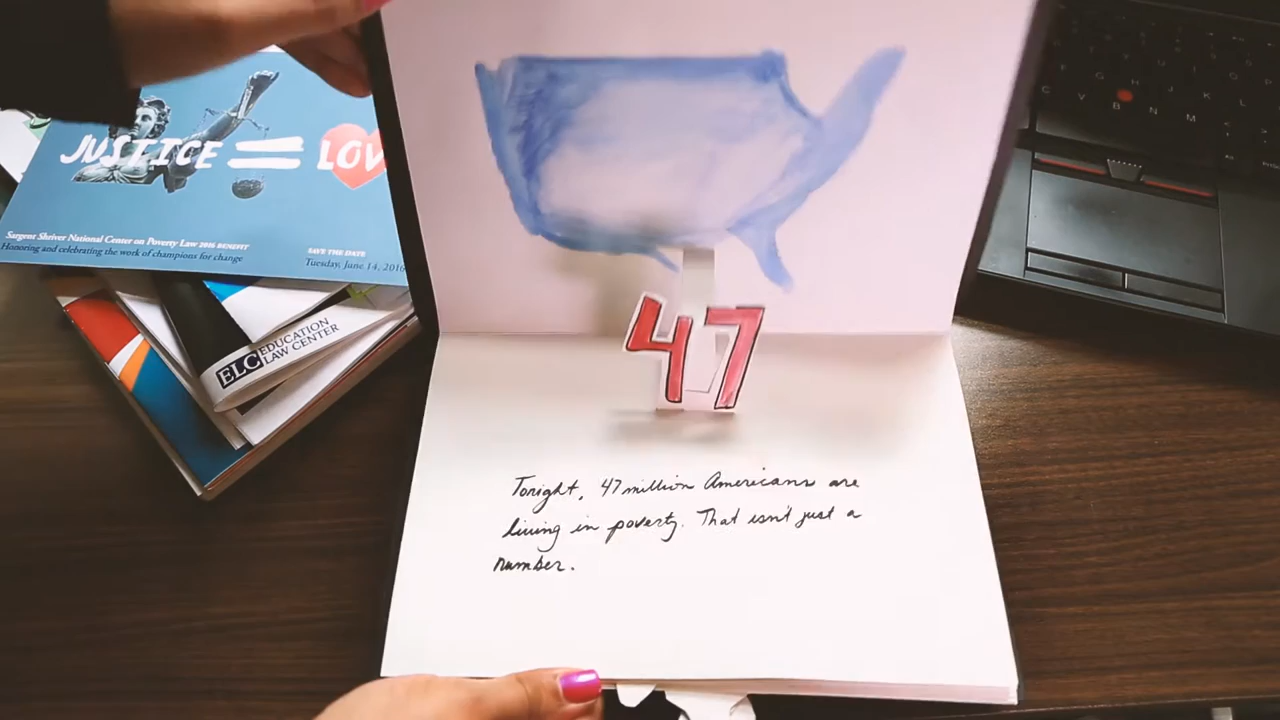 JUSTICE = LOV
Sargent Shriver National Center on Poverty Law 2016 BENEFIT
Honoring and celebrating the work of champions for change
SAVE THE DATE
Tuesday, June 14, 2016
ELC EDUCATION
LAW CENTER
47
Tonight, 47 million Americans are
living in poverty. That isn't just a
number.
G H J K L
C V B N M